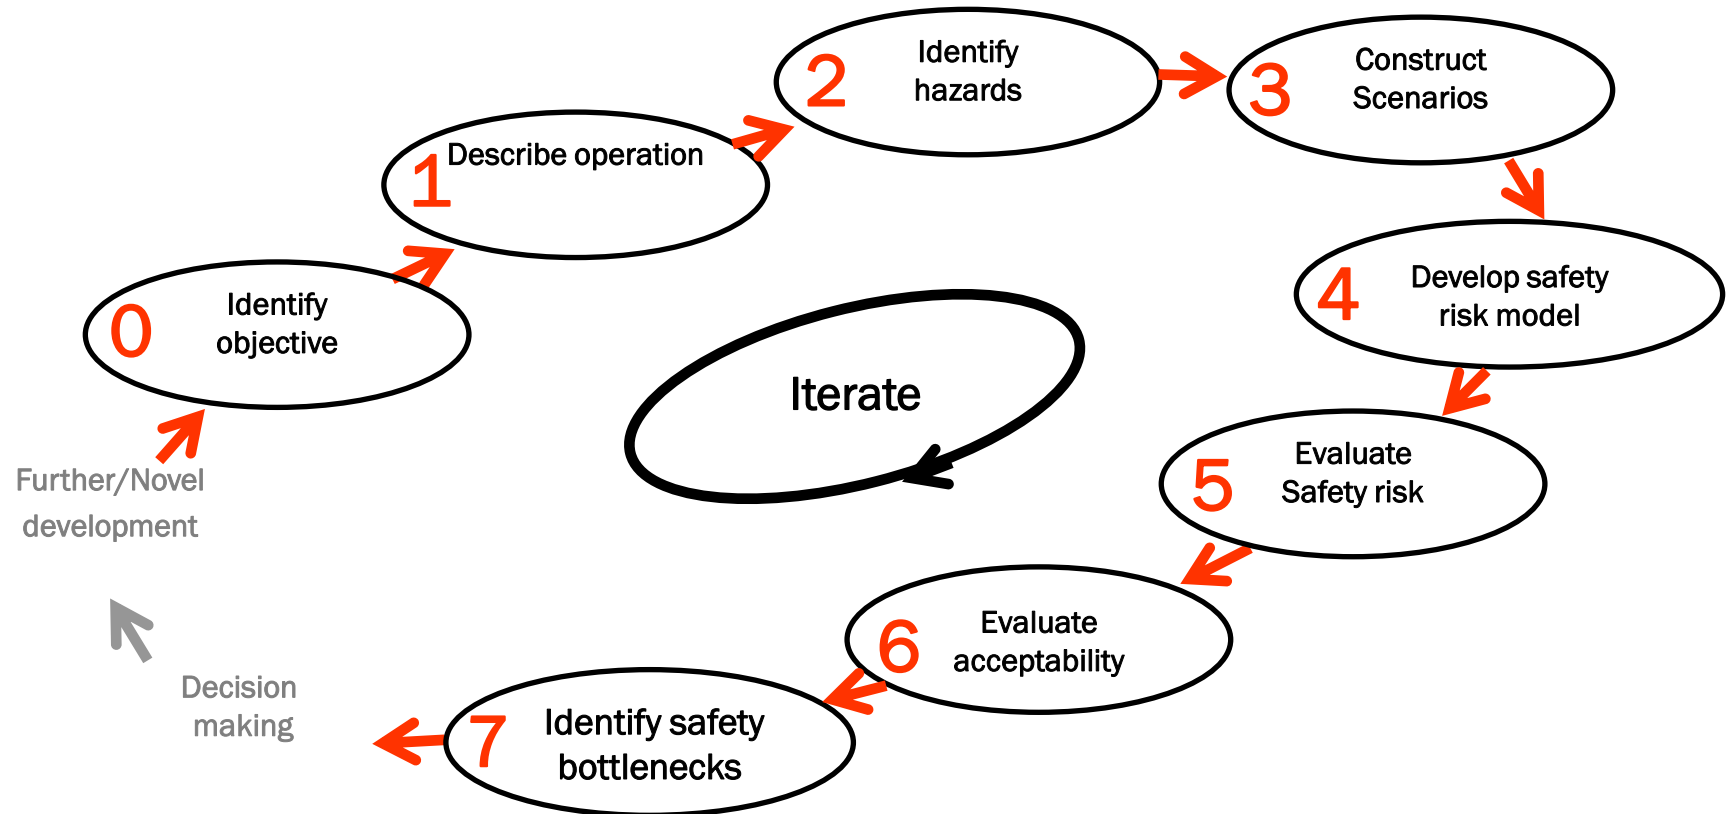 0
Identify
objective
1
Describe operation
2
Identify
hazards
3
Construct
Scenarios
4
Develop safety
risk model
5
Evaluate
Safety risk
6
Evaluate
acceptability
7
Identify safety
bottlenecks
Decision
making
Further/Novel
development
Iterate